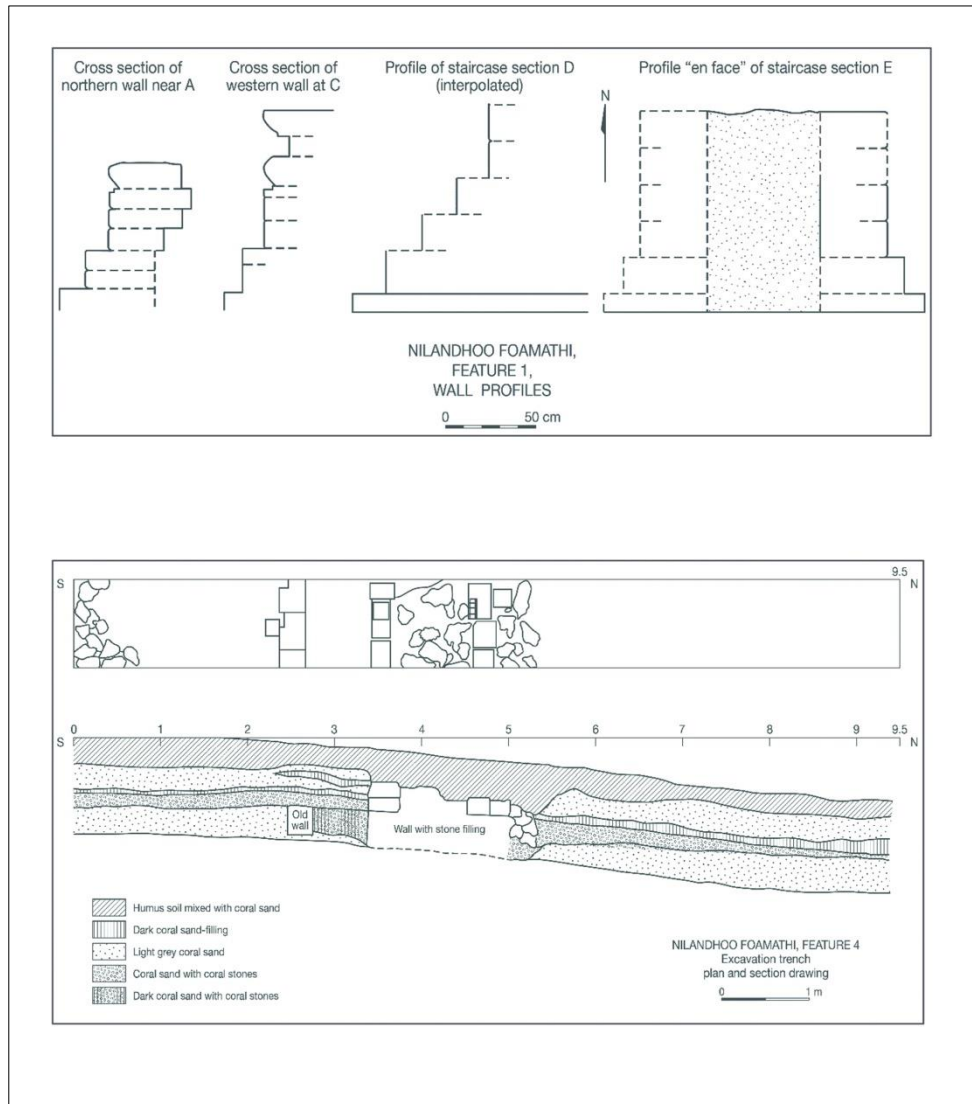 Cross section of
northern wall near A
Cross section of
western wall at C
Profile of staircase section D
(interpolated)
Profile “en face” of staircase section E
N
NILANDHOO FOAMATHI,
FEATURE 1,
WALL PROFILES
0 50 cm
9.5
S N
0 1 2 3 4 5 6 7 8 9 9.5
S N
Old
wall
Wall with stone filling
Humus soil mixed with coral sand
Dark coral sand-filling
Light grey coral sand
Coral sand with coral stones
Dark coral sand with coral stones
NILANDHOO FOAMATHI, FEATURE 4
Excavation trench
plan and section drawing
0 1 m